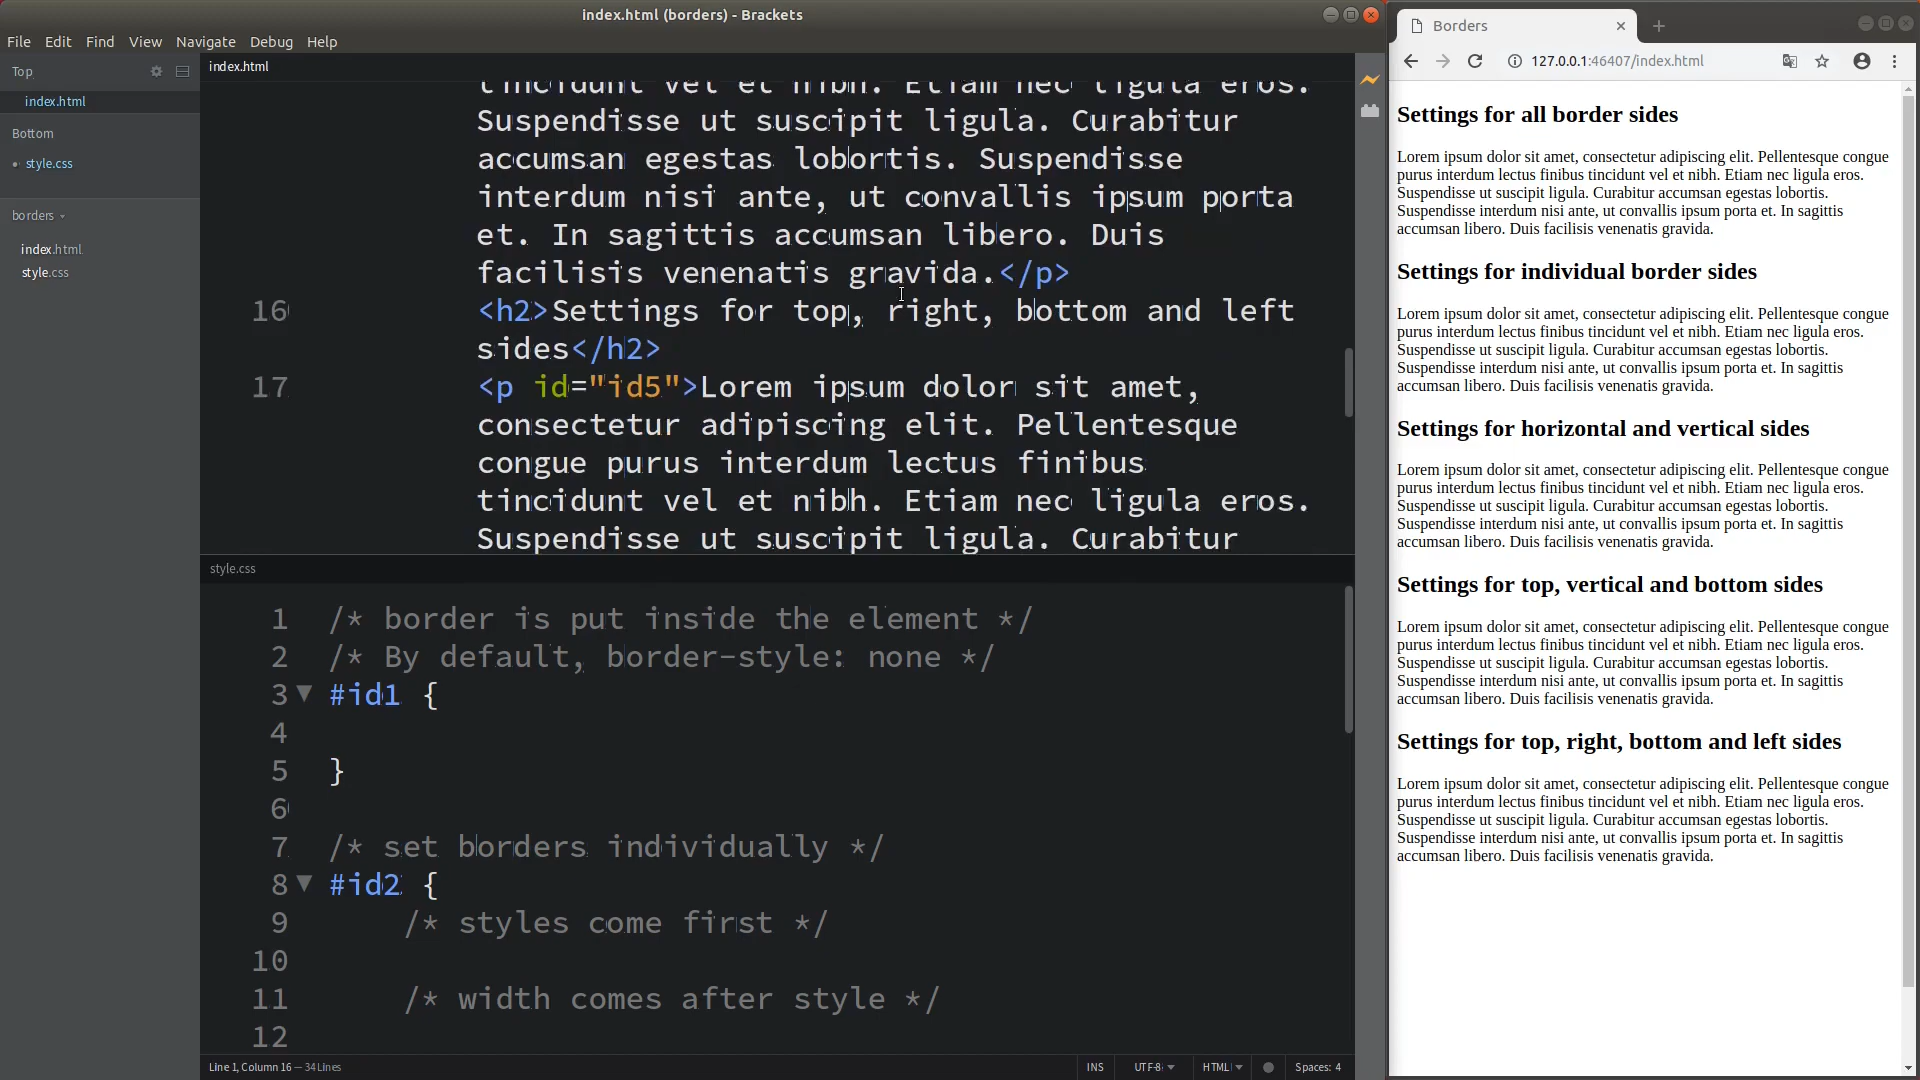 index.html (borders) - Brackets
File Edit Find View Navigate Debug Help
Top
index.html
Bottom
style.css
borders
index.html
style.css
index.html
tincidunt vel et nibh. Etiam nec ligula eros.
Suspendisse ut suscipit ligula. Curabitur
accumsan egestas lobortis. Suspendisse
interdum nisi ante, ut convallis ipsum porta
et. In sagittis accumsan libero. Duis
facilisis venenatis gravida.</p>
16 <h2>Settings for top, right, bottom and left
sides</h2>
17 <p id="id5">Lorem ipsum dolor sit amet,
consectetur adipiscing elit. Pellentesque
congue purus interdum lectus finibus
tincidunt vel et nibh. Etiam nec ligula eros.
Suspendisse ut suscipit ligula. Curabitur
style.css
1 /* border is put inside the element */
2 /* By default, border-style: none */
3 #id1 {
4
5 }
6
7 /* set borders individually */
8 #id2 {
9 /* styles come first */
10
11 /* width comes after style */
12
Line 1, Column 16 — 34 Lines
INS UTF-8 HTML Spaces: 4
Borders
127.0.0.1:46407/index.html
Settings for all border sides
Lorem ipsum dolor sit amet, consectetur adipiscing elit. Pellentesque congue
purus interdum lectus finibus tincidunt vel et nibh. Etiam nec ligula eros.
Suspendisse ut suscipit ligula. Curabitur accumsan egestas lobortis.
Suspendisse interdum nisi ante, ut convallis ipsum porta et. In sagittis
accumsan libero. Duis facilisis venenatis gravida.
Settings for individual border sides
Lorem ipsum dolor sit amet, consectetur adipiscing elit. Pellentesque congue
purus interdum lectus finibus tincidunt vel et nibh. Etiam nec ligula eros.
Suspendisse ut suscipit ligula. Curabitur accumsan egestas lobortis.
Suspendisse interdum nisi ante, ut convallis ipsum porta et. In sagittis
accumsan libero. Duis facilisis venenatis gravida.
Settings for horizontal and vertical sides
Lorem ipsum dolor sit amet, consectetur adipiscing elit. Pellentesque congue
purus interdum lectus finibus tincidunt vel et nibh. Etiam nec ligula eros.
Suspendisse ut suscipit ligula. Curabitur accumsan egestas lobortis.
Suspendisse interdum nisi ante, ut convallis ipsum porta et. In sagittis
accumsan libero. Duis facilisis venenatis gravida.
Settings for top, vertical and bottom sides
Lorem ipsum dolor sit amet, consectetur adipiscing elit. Pellentesque congue
purus interdum lectus finibus tincidunt vel et nibh. Etiam nec ligula eros.
Suspendisse ut suscipit ligula. Curabitur accumsan egestas lobortis.
Suspendisse interdum nisi ante, ut convallis ipsum porta et. In sagittis
accumsan libero. Duis facilisis venenatis gravida.
Settings for top, right, bottom and left sides
Lorem ipsum dolor sit amet, consectetur adipiscing elit. Pellentesque congue
purus interdum lectus finibus tincidunt vel et nibh. Etiam nec ligula eros.
Suspendisse ut suscipit ligula. Curabitur accumsan egestas lobortis.
Suspendisse interdum nisi ante, ut convallis ipsum porta et. In sagittis
accumsan libero. Duis facilisis venenatis gravida.